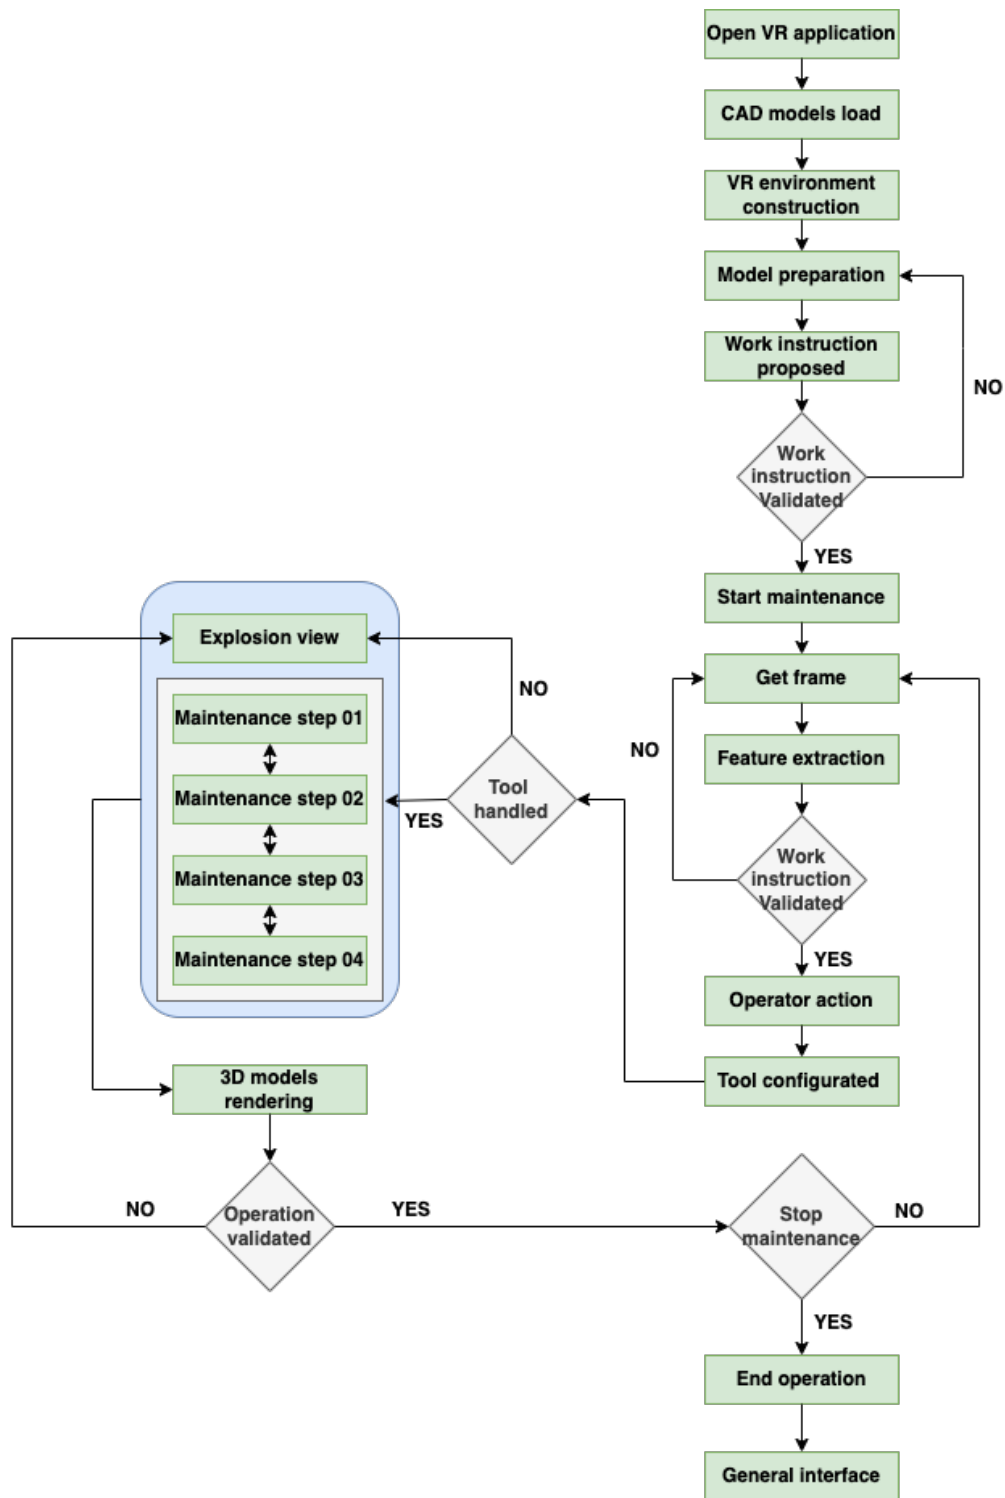 Open VR application
CAD models load
VR environment
construction
Model preparation
Work instruction
proposed
NO
Work
instruction
Validated
YES
Start maintenance
Get frame
NO
Feature extraction
Work
instruction
Validated
YES
Operator action
Tool configurated
Tool
handled
NO
YES
Explosion view
Maintenance step 01
Maintenance step 02
Maintenance step 03
Maintenance step 04
3D models
rendering
Operation
validated
NO
YES
Stop
maintenance
NO
YES
End operation
General interface